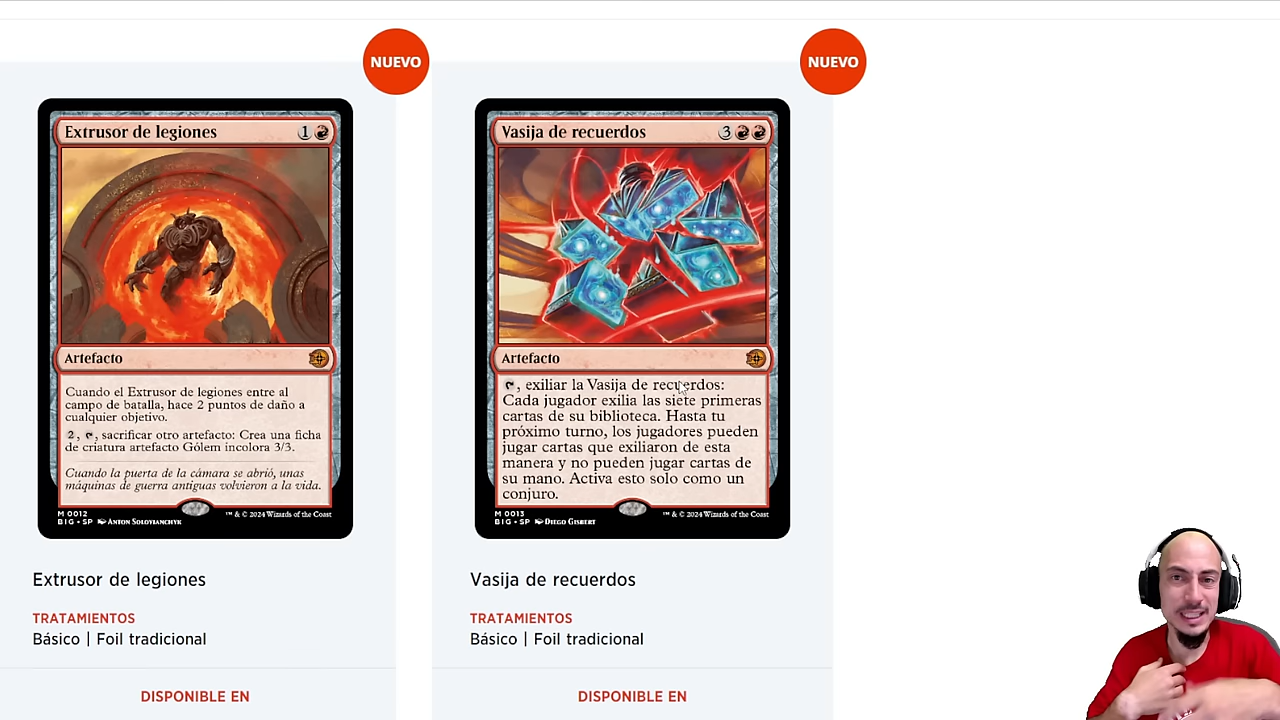 NUEVO
Extrusor de legiones 1
Artefacto
Cuando el Extrusor de legiones entre al
campo de batalla, hace 2 puntos de daño a
cualquier objetivo.
2, , sacrificar otro artefacto: Crea una ficha
de criatura artefacto Gólem incolora 3/3.
Cuando la puerta de la cámara se abrió, unas
máquinas de guerra antiguas volvieron a la vida.
M 0012
BIG • SP ANTON SOLOVIANCHYK
™ & © 2024 Wizards of the Coast
Extrusor de legiones
TRATAMIENTOS
Básico | Foil tradicional
DISPONIBLE EN
NUEVO
Vasija de recuerdos 3
Artefacto
, exiliar la Vasija de recuerdos:
Cada jugador exilia las siete primeras
cartas de su biblioteca. Hasta tu
próximo turno, los jugadores pueden
jugar cartas que exiliaron de esta
manera y no pueden jugar cartas de
su mano. Activa esto solo como un
conjuro.
M 0013
BIG • SP DIEGO GISBERT
™ & © 2024 Wizards of the Coast
Vasija de recuerdos
TRATAMIENTOS
Básico | Foil tradicional
DISPONIBLE EN